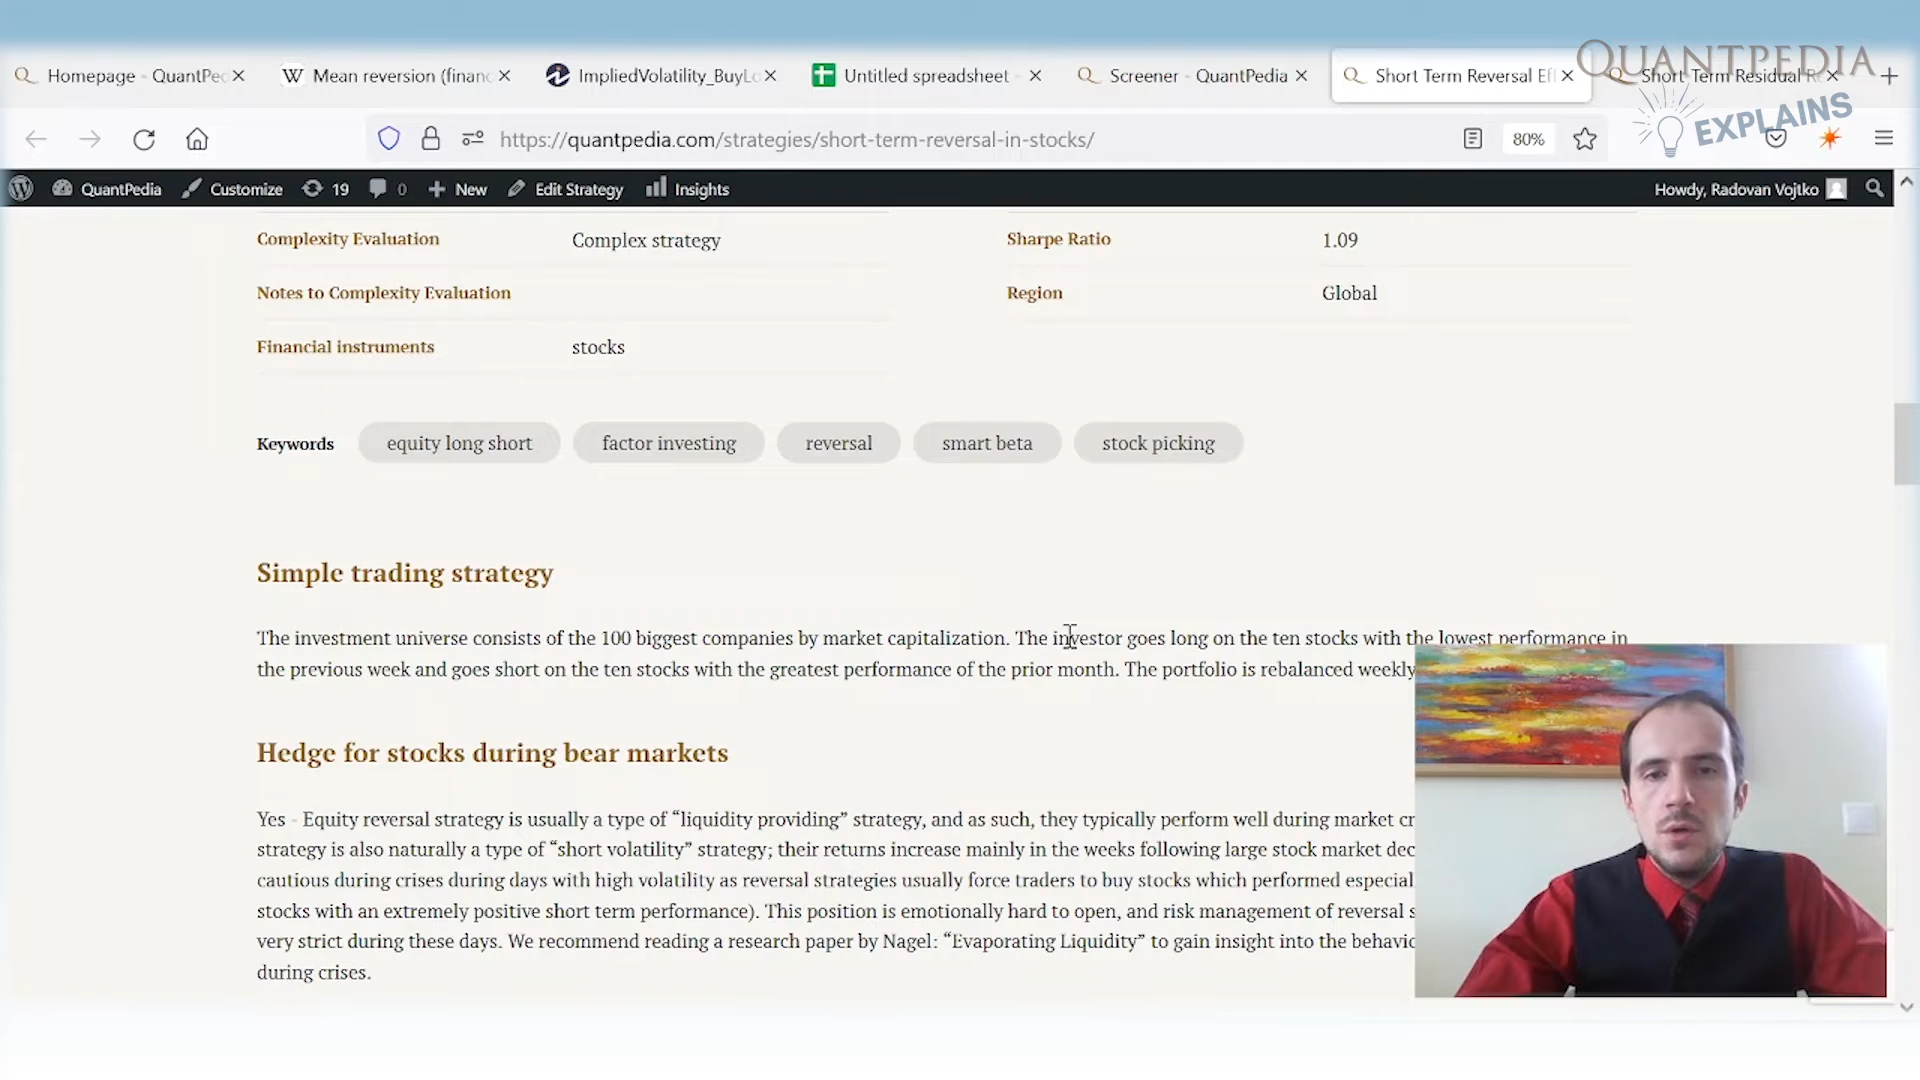 QUANTPEDIA
EXPLAINS
Homepage - QuantPed
Mean reversion (financ
ImpliedVolatility_BuyLo
Untitled spreadsheet -
Screener - QuantPedia
Short Term Reversal Eff
Short Term Residual R
https://quantpedia.com/strategies/short-term-reversal-in-stocks/
80%
QuantPedia Customize 19 0 New Edit Strategy Insights Howdy, Radovan Vojtko
Complexity Evaluation Complex strategy Sharpe Ratio 1.09
Notes to Complexity Evaluation Region Global
Financial instruments stocks
Keywords equity long short factor investing reversal smart beta stock picking
Simple trading strategy
The investment universe consists of the 100 biggest companies by market capitalization. The investor goes long on the ten stocks with the lowest performance in
the previous week and goes short on the ten stocks with the greatest performance of the prior month. The portfolio is rebalanced weekly
Hedge for stocks during bear markets
Yes - Equity reversal strategy is usually a type of “liquidity providing” strategy, and as such, they typically perform well during market cr
strategy is also naturally a type of “short volatility” strategy; their returns increase mainly in the weeks following large stock market dec
cautious during crises during days with high volatility as reversal strategies usually force traders to buy stocks which performed especial
stocks with an extremely positive short term performance). This position is emotionally hard to open, and risk management of reversal s
very strict during these days. We recommend reading a research paper by Nagel: “Evaporating Liquidity” to gain insight into the behavio
during crises.